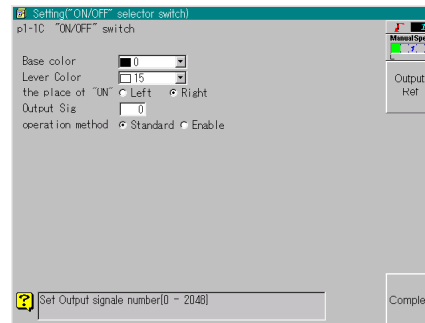 Setting("ON/OFF" selector switch)
p1-1C "ON/OFF" switch
Manual Spe
Base color 0
Lever Color 15
the place of "ON" Left Right
Output Sig 0
operation method Standard Enable
Output
Ref
Set Output signale number[0 - 2048]
Comple